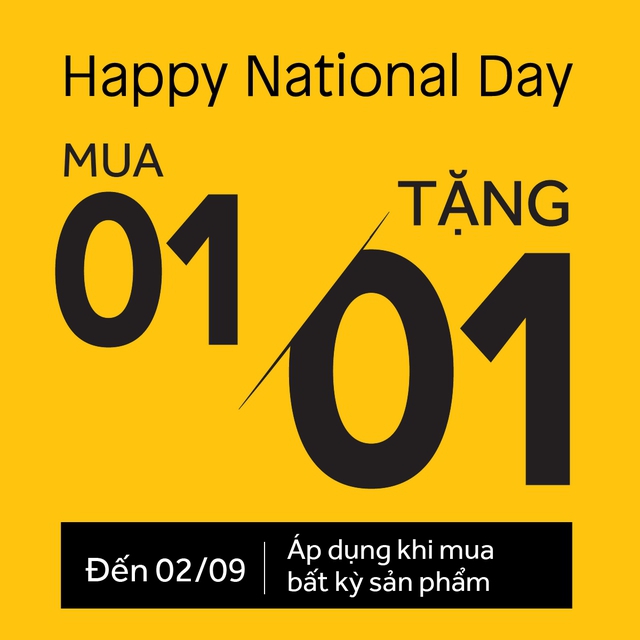 Happy National Day
MUA
01
TẶNG
01
Đến 02/09
Áp dụng khi mua
bất kỳ sản phẩm